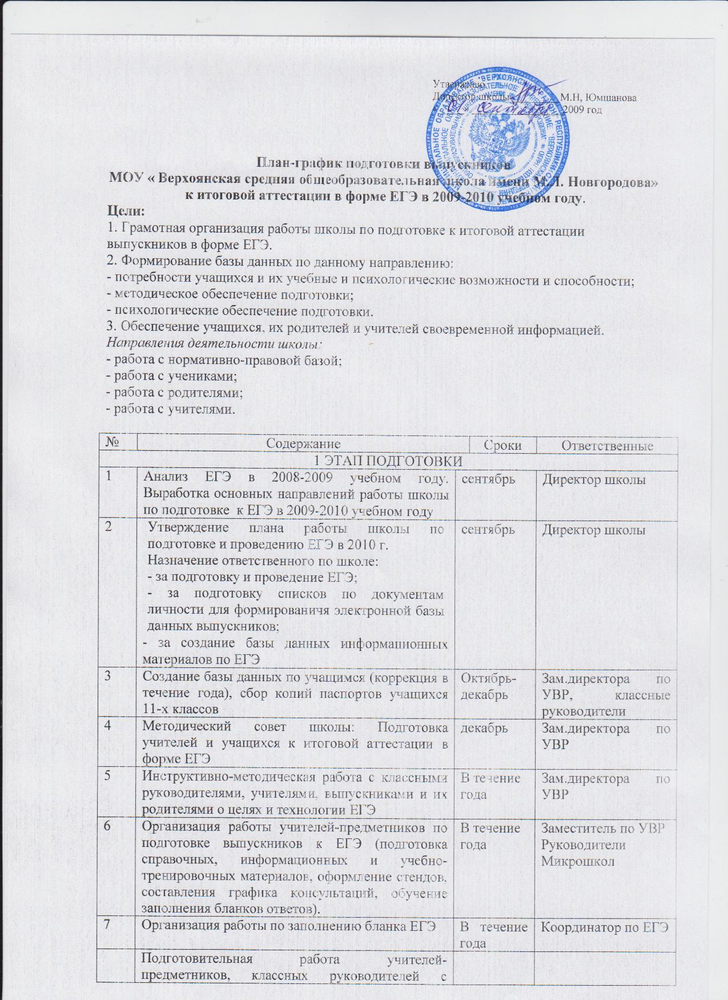 Утверждаю
Директор школы М.Н, Юмшанова
сентября 2009 год
План-график подготовки выпускников
МОУ « Верхоянская средняя общеобразовательная школа имени М.Л. Новгородова»
к итоговой аттестации в форме ЕГЭ в 2009-2010 учебном году.
Цели:
1. Грамотная организация работы школы по подготовке к итоговой аттестации
выпускников в форме ЕГЭ.
2. Формирование базы данных по данному направлению:
- потребности учащихся и их учебные и психологические возможности и способности;
- методическое обеспечение подготовки;
- психологические обеспечение подготовки.
3. Обеспечение учащихся, их родителей и учителей своевременной информацией.
Направления деятельности школы:
- работа с нормативно-правовой базой;
- работа с учениками;
- работа с родителями;
- работа с учителями.
№ Содержание Сроки Ответственные
1 ЭТАП ПОДГОТОВКИ
1 Анализ ЕГЭ в 2008-2009 учебном году. сентябрь Директор школы
Выработка основных направлений работы школы
по подготовке к ЕГЭ в 2009-2010 учебном году
2 Утверждение плана работы школы по сентябрь Директор школы
подготовке и проведению ЕГЭ в 2010 г.
Назначение ответственного по школе:
- за подготовку и проведение ЕГЭ;
- за подготовку списков по документам
личности для формированичя электронной базы
данных выпускников;
- за создание базы данных информационных
материалов по ЕГЭ
3 Создание базы данных по учащимся (коррекция в Октябрь- Зам.директора по
течение года), сбор копий паспортов учащихся декабрь УВР, классные
11-х классов руководители
4 Методический совет школы: Подготовка декабрь Зам.директора по
учителей и учащихся к итоговой аттестации в УВР
форме ЕГЭ
5 Инструктивно-методическая работа с классными В течение Зам.директора по
руководителями, учителями, выпускниками и их года УВР
родителями о целях и технологии ЕГЭ
6 Организация работы учителей-предметников по В течение Заместитель по УВР
подготовке выпускников к ЕГЭ (подготовка года Руководители
справочных, информационных и учебно- Микрошкол
тренировочных материалов, оформление стендов,
составления графика консультаций, обучение
заполнения бланков ответов).
7 Организация работы по заполнению бланка ЕГЭ В течение Координатор по ЕГЭ
года
Подготовительная работа учителей-
предметников, классных руководителей с